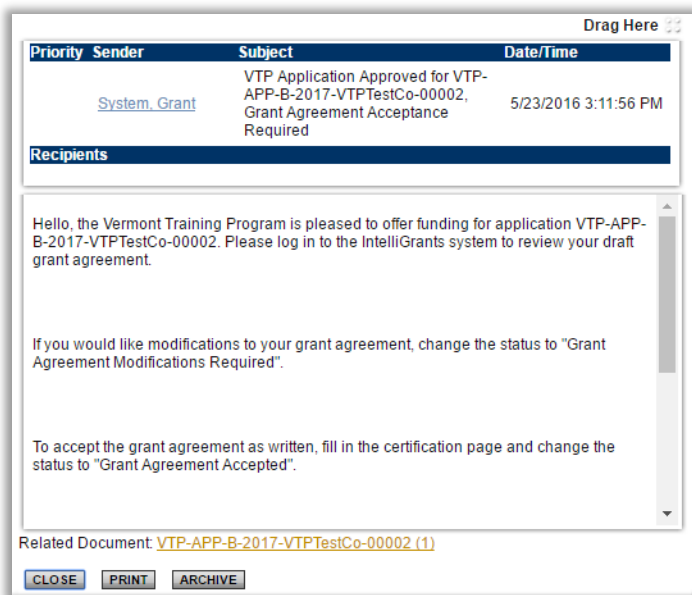 Drag Here
Priority Sender Subject Date/Time
System, Grant
VTP Application Approved for VTP-
APP-B-2017-VTPTestCo-00002,
Grant Agreement Acceptance
Required
5/23/2016 3:11:56 PM
Recipients
Hello, the Vermont Training Program is pleased to offer funding for application VTP-APP-
B-2017-VTPTestCo-00002. Please log in to the IntelliGrants system to review your draft
grant agreement.
If you would like modifications to your grant agreement, change the status to "Grant
Agreement Modifications Required".
To accept the grant agreement as written, fill in the certification page and change the
status to "Grant Agreement Accepted".
Related Document: VTP-APP-B-2017-VTPTestCo-00002 (1)
CLOSE PRINT ARCHIVE